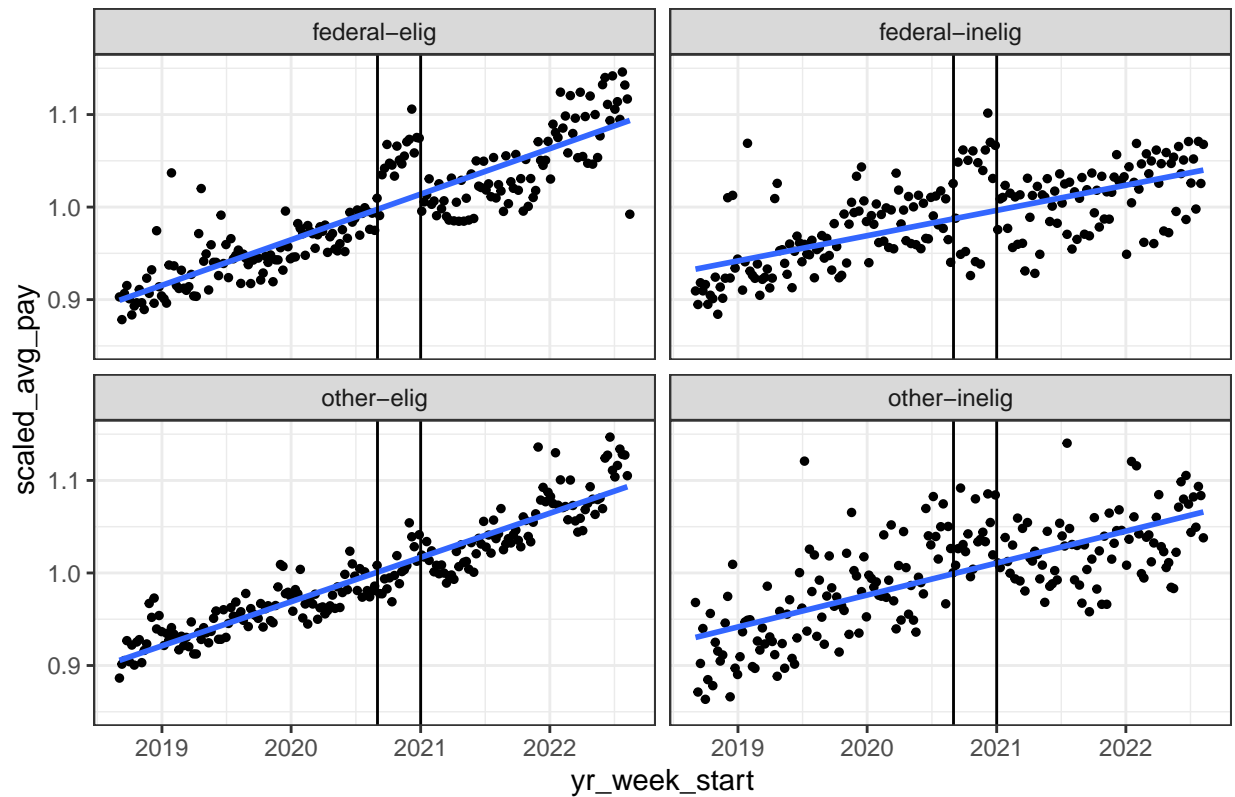 federal−elig
federal−inelig
1.1
1.0
0.9
other−elig
other−inelig
1.1
1.0
0.9
scaled_avg_pay
2019
2020
2021
2022
2019
2020
2021
2022
yr_week_start